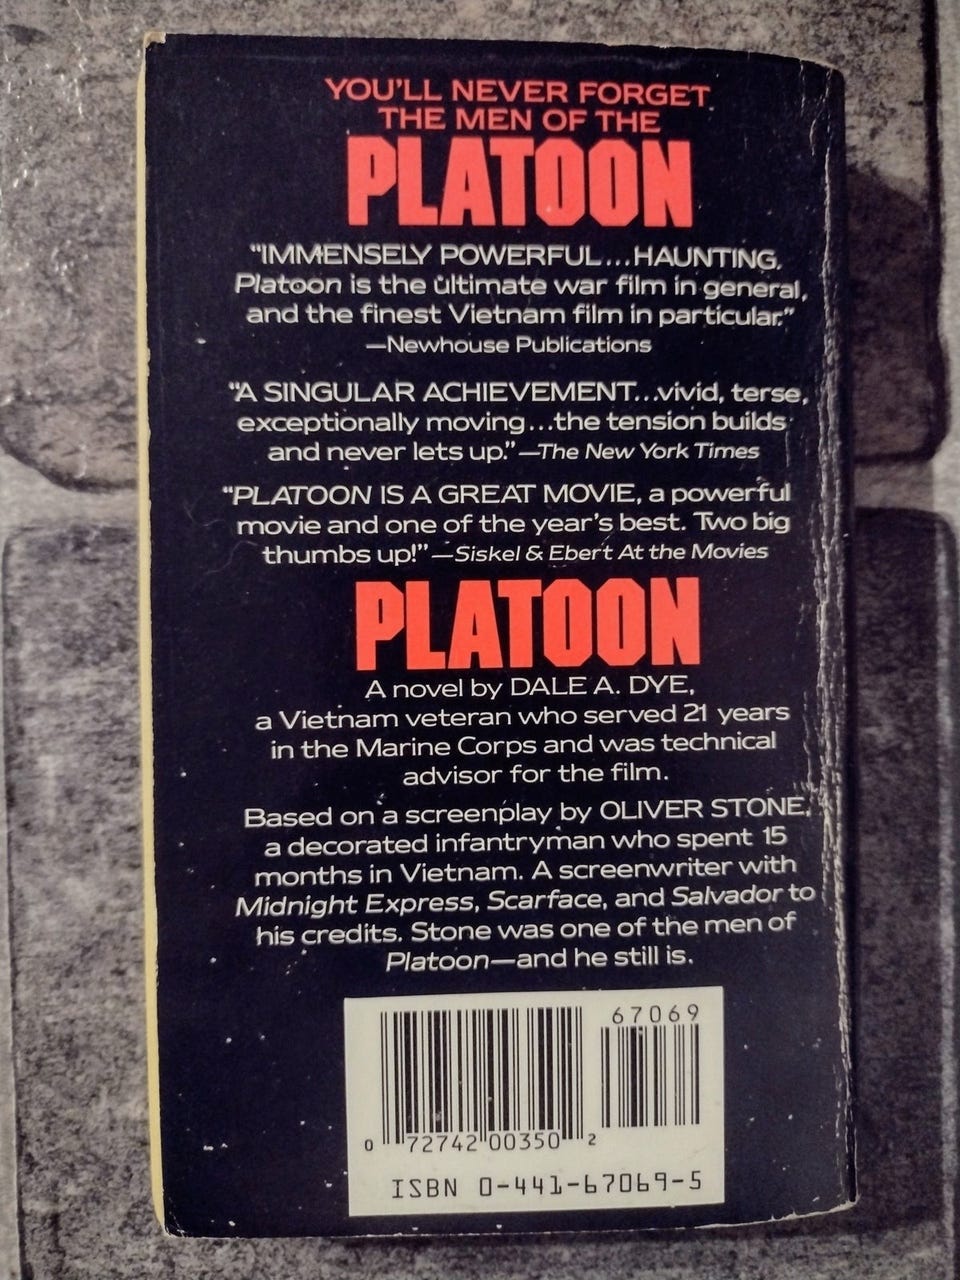 YOU'LL NEVER FORGET
THE MEN OF THE
PLATOON
"IMMENSELY POWERFUL...HAUNTING.
Platoon is the ultimate war film in general,
and the finest Vietnam film in particular."
—Newhouse Publications
"A SINGULAR ACHIEVEMENT...vivid, terse,
exceptionally moving...the tension builds
and never lets up." —The New York Times
"PLATOON IS A GREAT MOVIE, a powerful
movie and one of the year's best. Two big
thumbs up!" —Siskel & Ebert At the Movies
PLATOON
A novel by DALE A. DYE,
a Vietnam veteran who served 21 years
in the Marine Corps and was technical
advisor for the film.
Based on a screenplay by OLIVER STONE,
a decorated infantryman who spent 15
months in Vietnam. A screenwriter with
Midnight Express, Scarface, and Salvador to
his credits. Stone was one of the men of
Platoon—and he still is.
67069
0 72742 00350 2
ISBN 0-441-67069-5